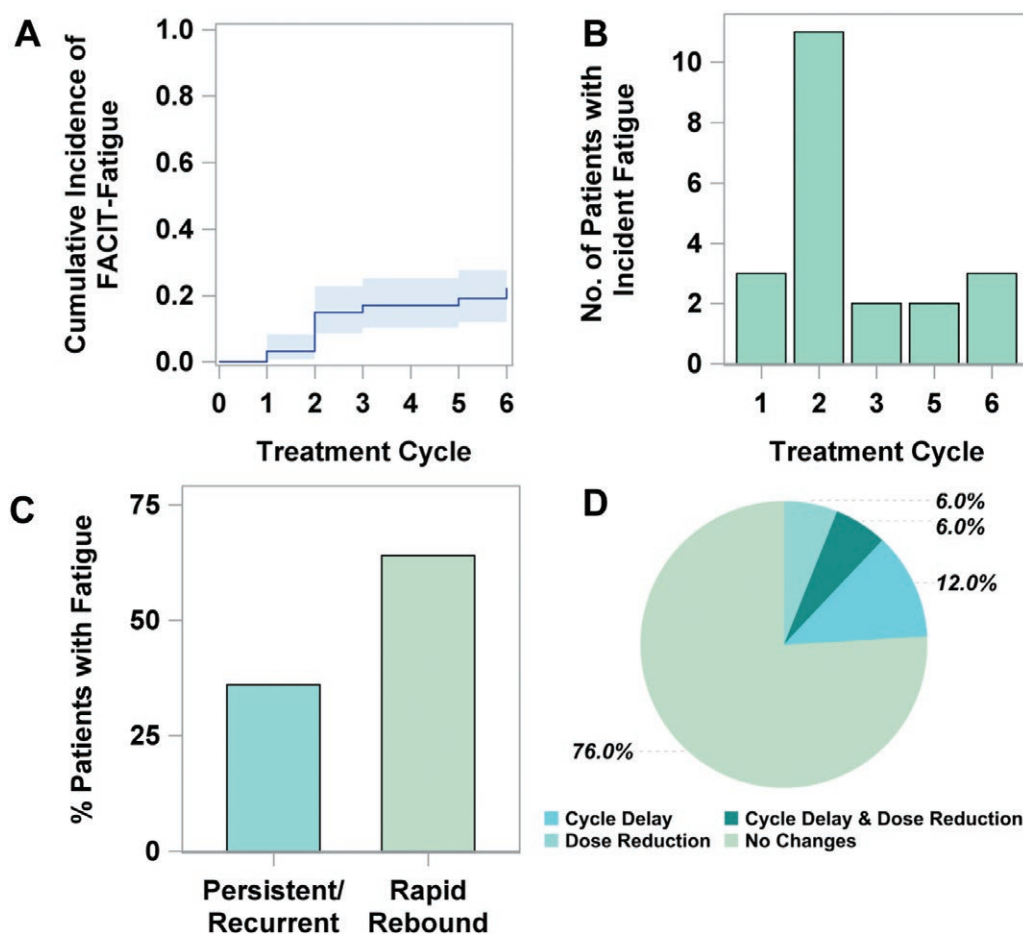 A
Cumulative Incidence of
FACIT-Fatigue
1.0
0.8
0.6
0.4
0.2
0.0
0 1 2 3 4 5 6
Treatment Cycle
B
No. of Patients with
Incident Fatigue
10
8
6
4
2
0
1 2 3 5 6
Treatment Cycle
C
% Patients with Fatigue
75
50
25
0
Persistent/
Recurrent
Rapid
Rebound
D
6.0%
6.0%
12.0%
76.0%
Cycle Delay
Cycle Delay & Dose Reduction
Dose Reduction
No Changes